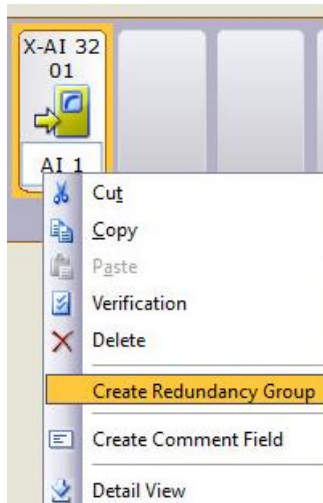 X-AI 32
01
AI 1
Cut
Copy
Paste
Verification
Delete
Create Redundancy Group
Create Comment Field
Detail View